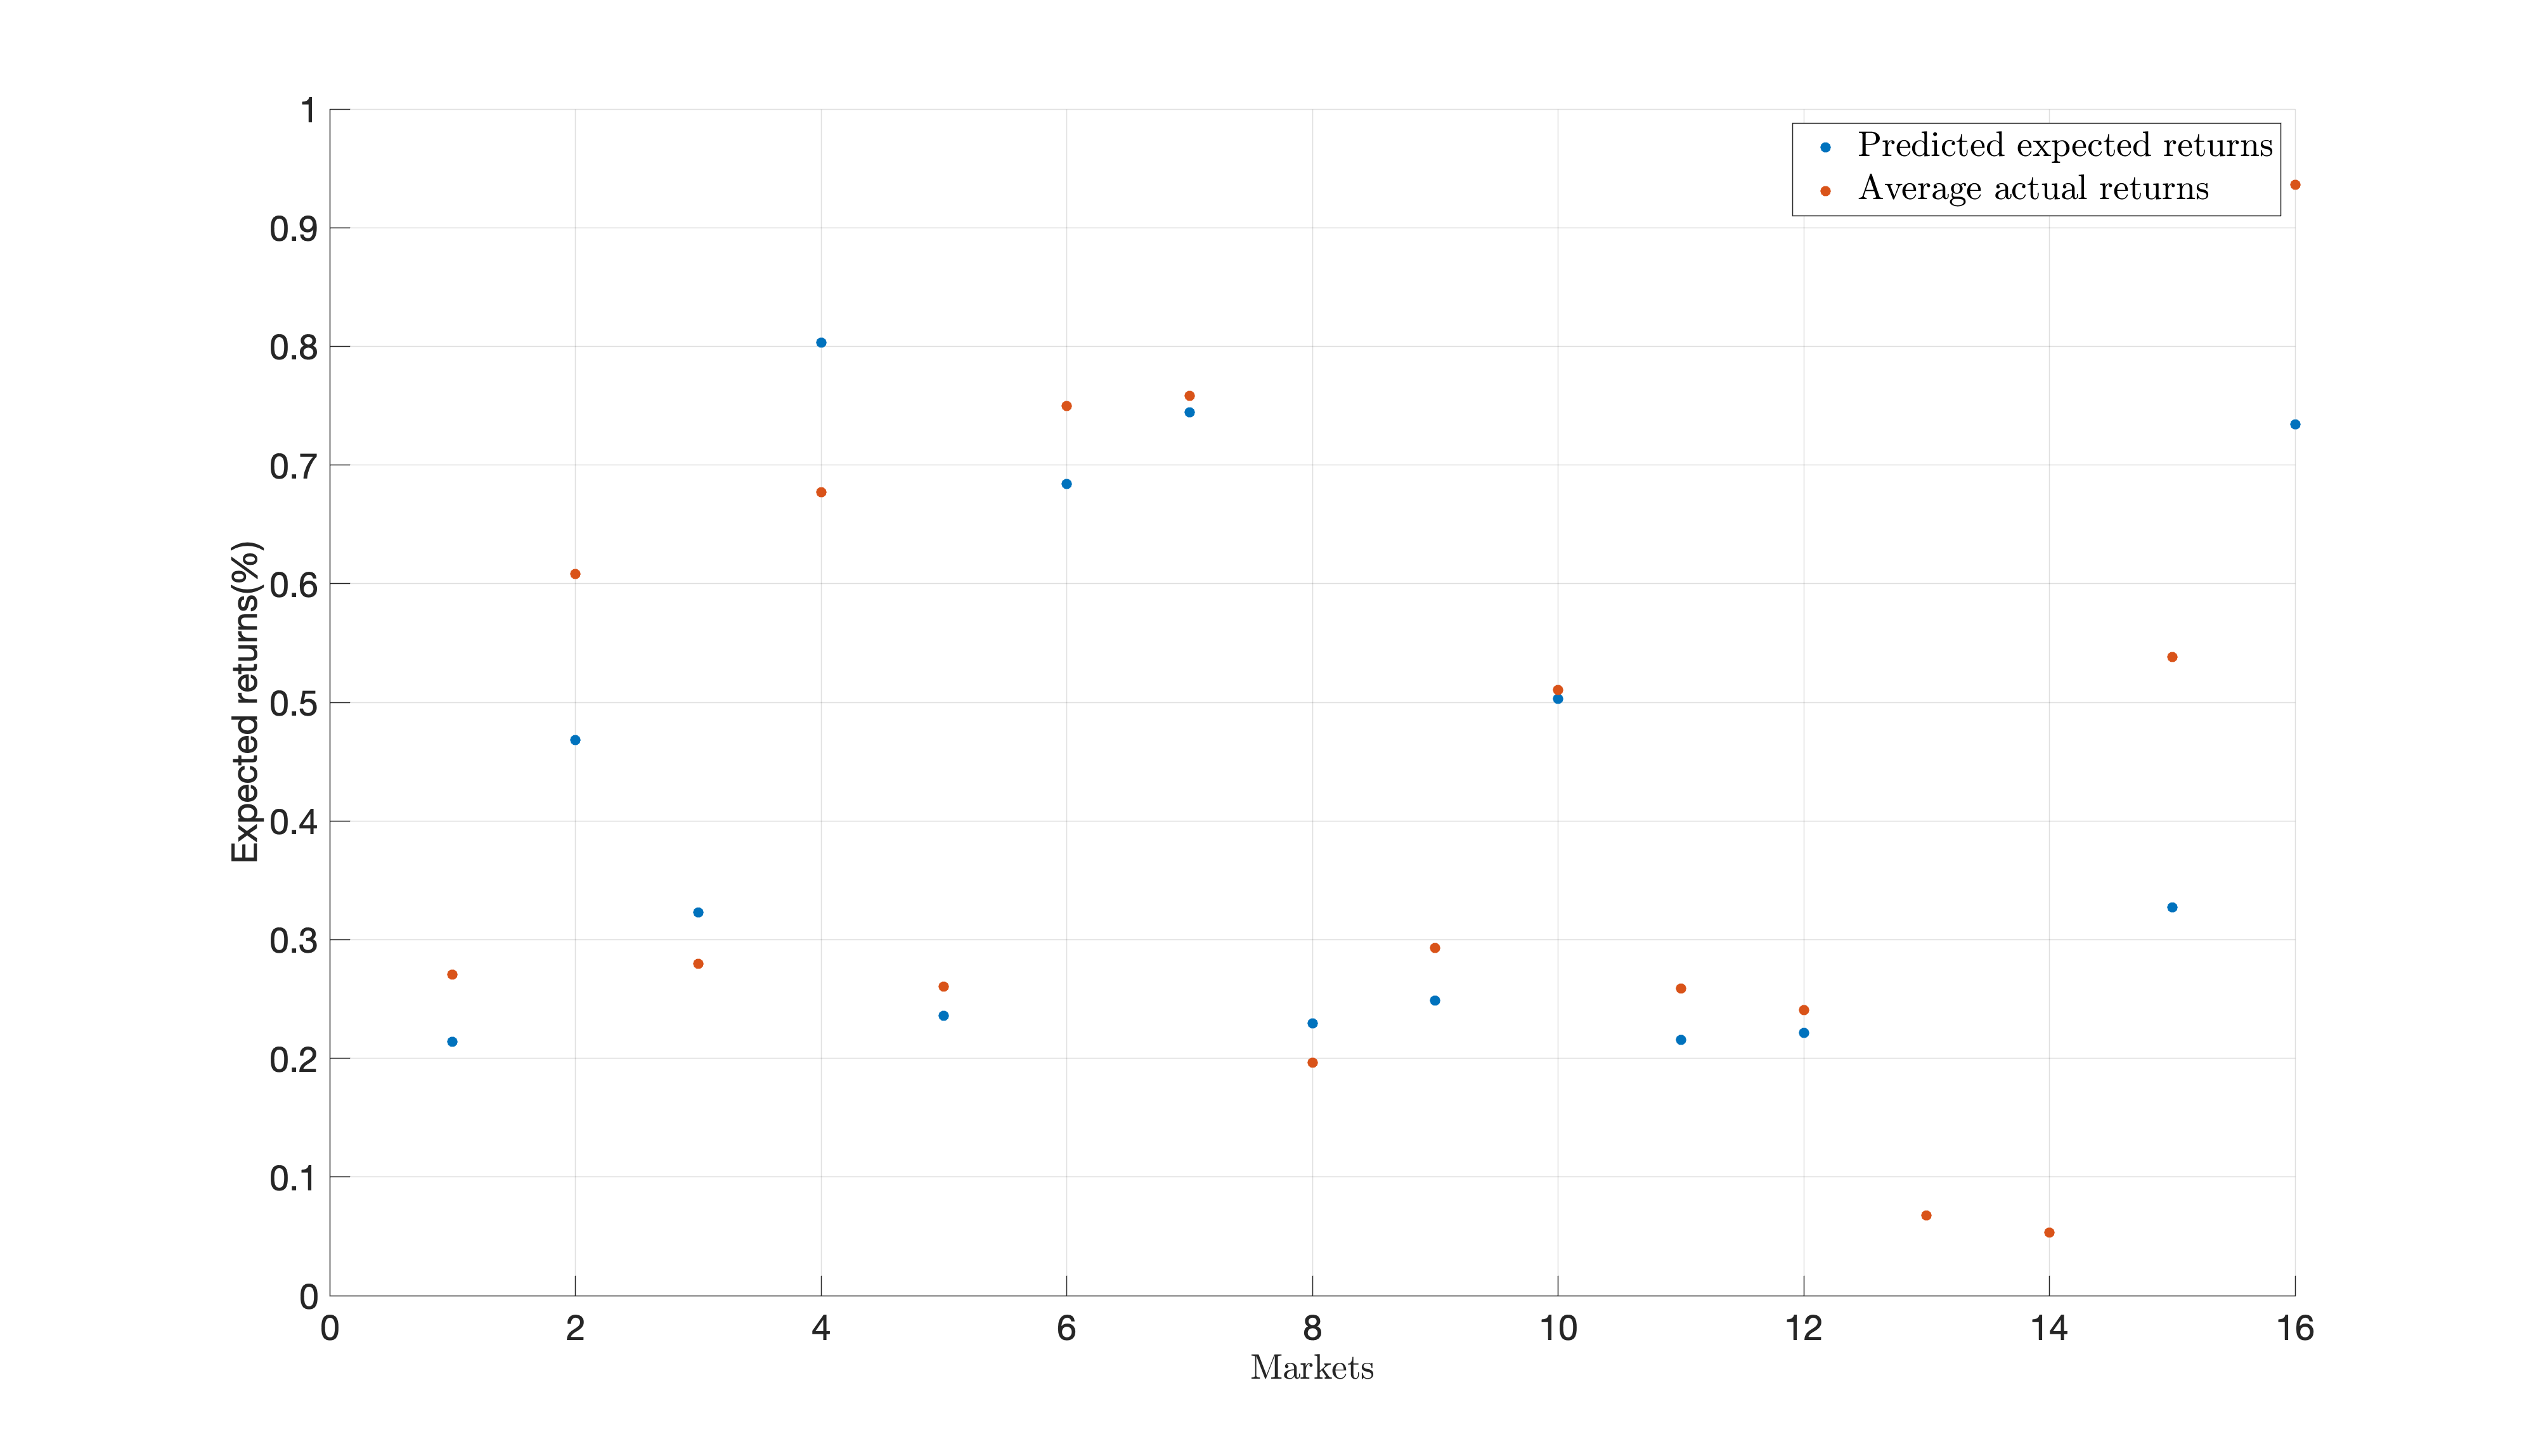 Expected returns(%)
1
0.9
0.8
0.7
0.6
0.5
0.4
0.3
0.2
0.1
0
Predicted expected returns
Average actual returns
0 2 4 6 8 10 12 14 16
Markets